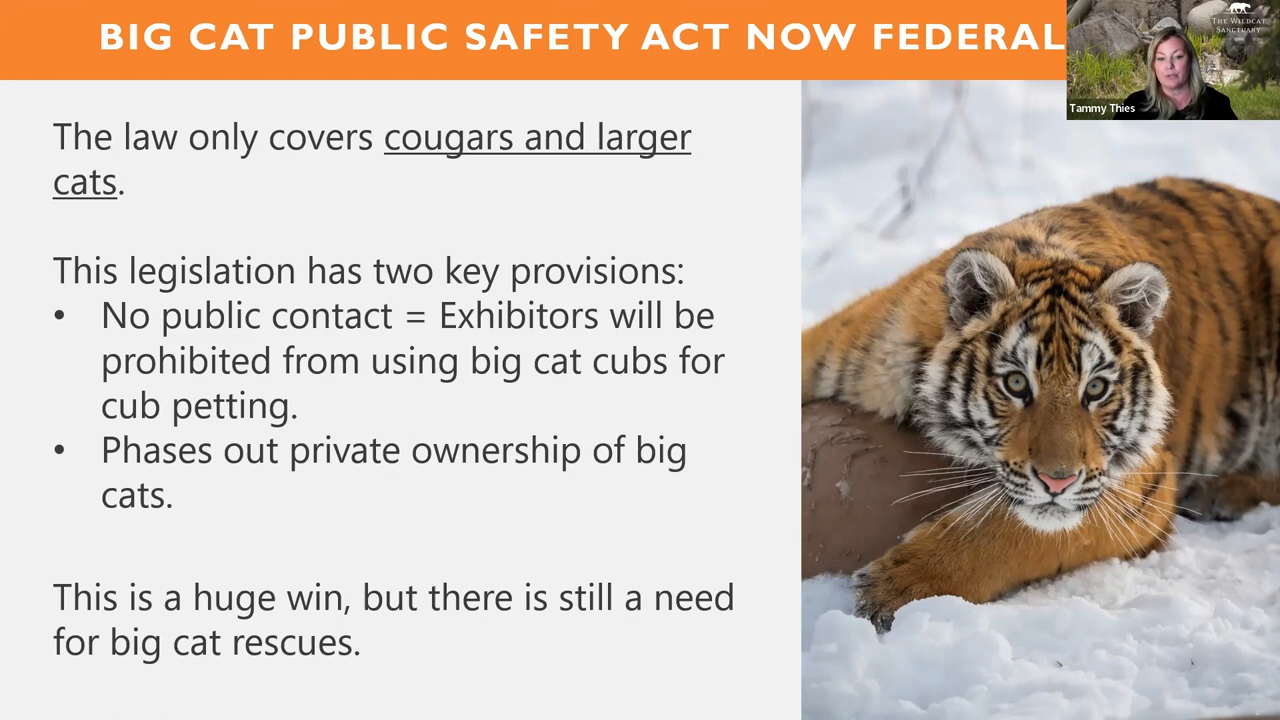 BIG CAT PUBLIC SAFETY ACT NOW FEDERAL
THE WILDCAT
SANCTUARY
Tammy Thies
The law only covers cougars and larger
cats.
This legislation has two key provisions:
• No public contact = Exhibitors will be
prohibited from using big cat cubs for
cub petting.
• Phases out private ownership of big
cats.
This is a huge win, but there is still a need
for big cat rescues.